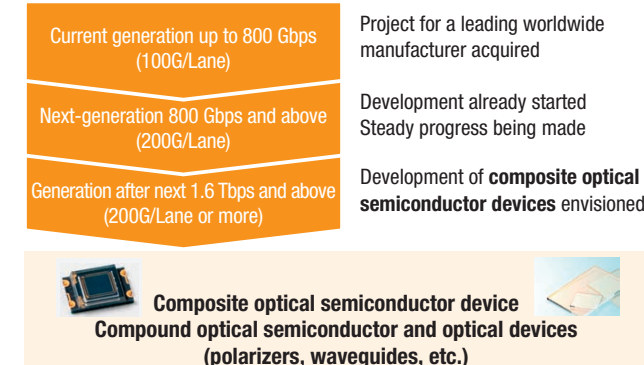 Current generation up to 800 Gbps
(100G/Lane)
Project for a leading worldwide
manufacturer acquired
Next-generation 800 Gbps and above
(200G/Lane)
Development already started
Steady progress being made
Generation after next 1.6 Tbps and above
(200G/Lane or more)
Development of composite optical
semiconductor devices envisioned
Composite optical semiconductor device
Compound optical semiconductor and optical devices
(polarizers, waveguides, etc.)